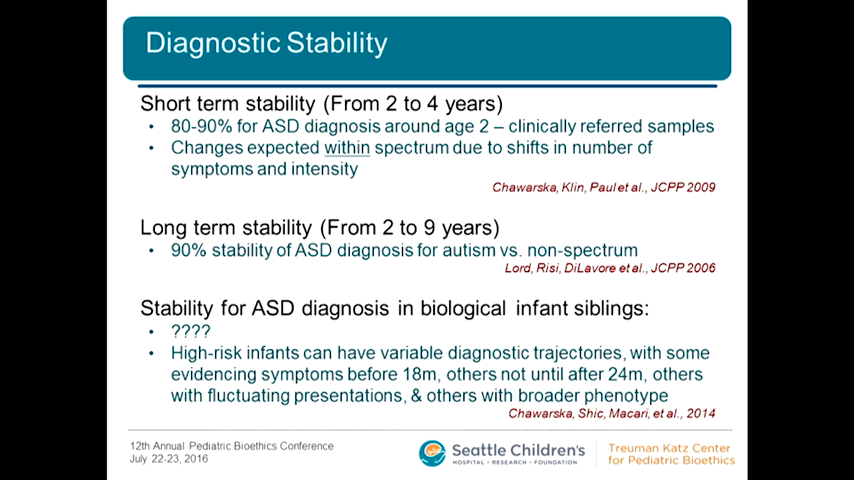 Diagnostic Stability
Short term stability (From 2 to 4 years)
• 80-90% for ASD diagnosis around age 2 – clinically referred samples
• Changes expected within spectrum due to shifts in number of
symptoms and intensity
Chawarska, Klin, Paul et al., JCPP 2009
Long term stability (From 2 to 9 years)
• 90% stability of ASD diagnosis for autism vs. non-spectrum
Lord, Risi, DiLavore et al., JCPP 2006
Stability for ASD diagnosis in biological infant siblings:
• ????
• High-risk infants can have variable diagnostic trajectories, with some
evidencing symptoms before 18m, others not until after 24m, others
with fluctuating presentations, & others with broader phenotype
Chawarska, Shic, Macari, et al., 2014
12th Annual Pediatric Bioethics Conference
July 22-23, 2016
Seattle Children's
HOSPITAL • RESEARCH • FOUNDATION
Treuman Katz Center
for Pediatric Bioethics